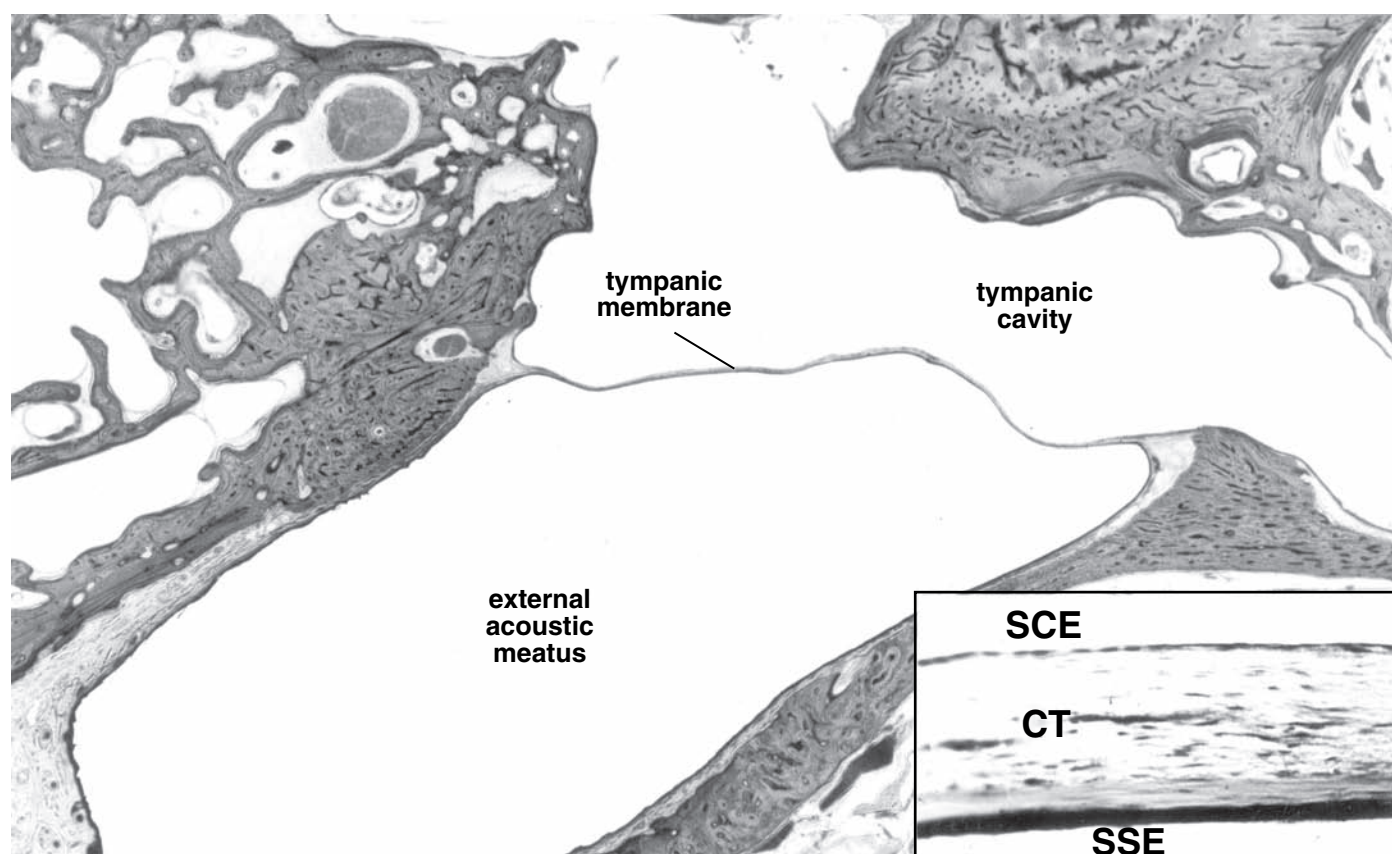 tympanic
membrane
tympanic
cavity
external
acoustic
meatus
SCE
CT
SSE